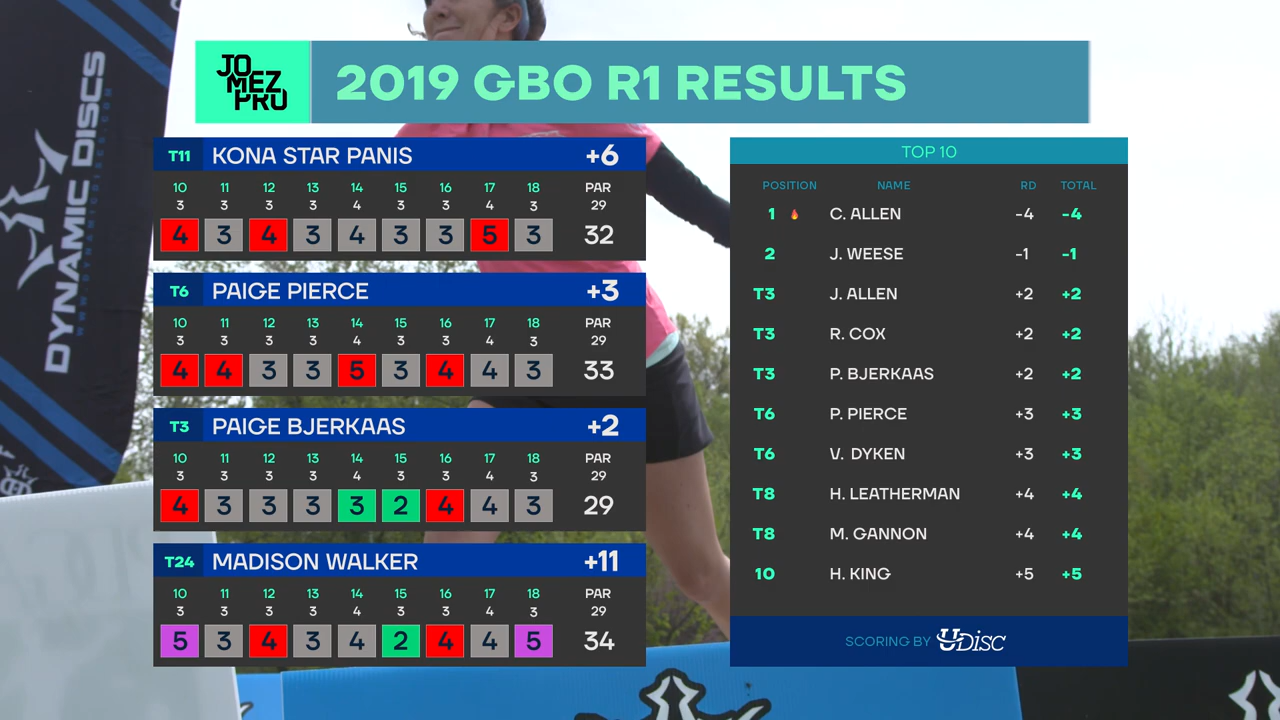 JOMEZPRO
2019 GBO R1 RESULTS
DYNAMIC DISCS
T11 KONA STAR PANIS +6
10 11 12 13 14 15 16 17 18 PAR
3 3 3 3 4 3 3 4 3 29
4 3 4 3 4 3 3 5 3 32
T6 PAIGE PIERCE +3
10 11 12 13 14 15 16 17 18 PAR
3 3 3 3 4 3 3 4 3 29
4 4 3 3 5 3 4 4 3 33
T3 PAIGE BJERKAAS +2
10 11 12 13 14 15 16 17 18 PAR
3 3 3 3 4 3 3 4 3 29
4 3 3 3 3 2 4 4 3 29
T24 MADISON WALKER +11
10 11 12 13 14 15 16 17 18 PAR
3 3 3 3 4 3 3 4 3 29
5 3 4 3 4 2 4 4 5 34
TOP 10
POSITION NAME RD TOTAL
1 C. ALLEN -4 -4
2 J. WEESE -1 -1
T3 J. ALLEN +2 +2
T3 R. COX +2 +2
T3 P. BJERKAAS +2 +2
T6 P. PIERCE +3 +3
T6 V. DYKEN +3 +3
T8 H. LEATHERMAN +4 +4
T8 M. GANNON +4 +4
10 H. KING +5 +5
SCORING BY UDisc